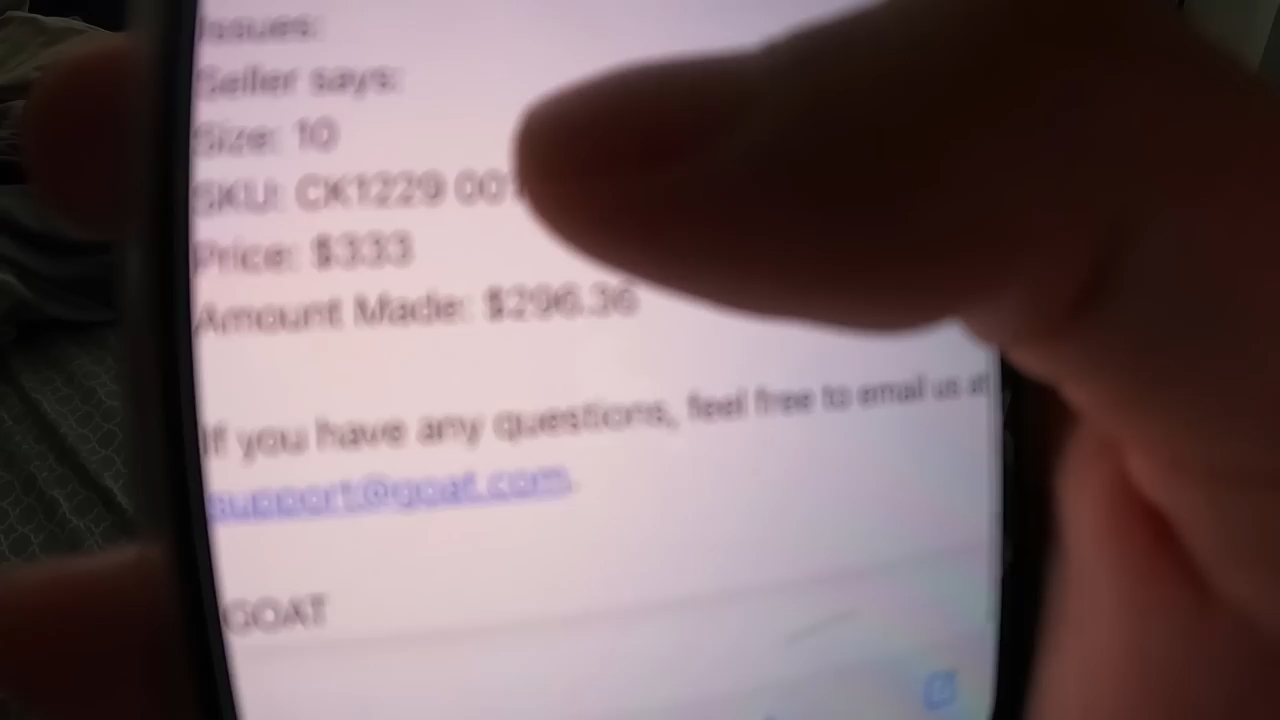 Issues:
Seller says:
Size: 10
SKU: CK1229 001
Price: $333
Amount Made: $296.36
If you have any questions, feel free to email us at
support@goat.com.
GOAT